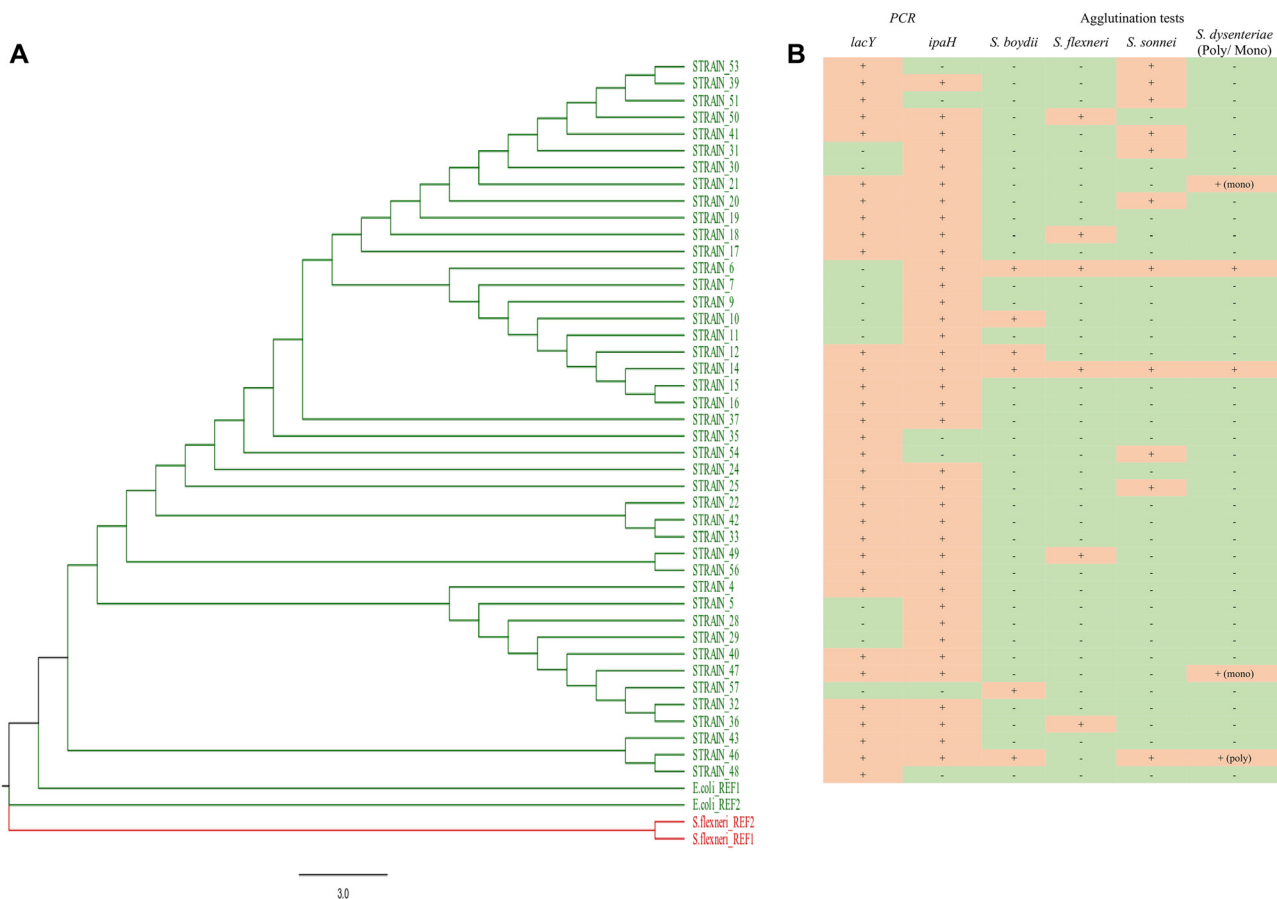 PCR Agglutination tests
A B lacY ipaH S. boydii S. flexneri S. sonnei S. dysenteriae
(Poly/ Mono)
STRAIN_53 + - - - + -
STRAIN_39 + + - - + -
STRAIN_51 + - - - + -
STRAIN_50 + + - + - -
STRAIN_41 + + - - + -
STRAIN_31 - + - - + -
STRAIN_30 - + - - - -
STRAIN_21 + + - - - + (mono)
STRAIN_20 + + - - + -
STRAIN_19 + + - - - -
STRAIN_18 + + - + - -
STRAIN_17 + + - - - -
STRAIN_6 - + + + + +
STRAIN_7 - + - - - -
STRAIN_9 - + - - - -
STRAIN_10 - + + - - -
STRAIN_11 - + - - - -
STRAIN_12 + + + - - -
STRAIN_14 + + + + + +
STRAIN_15 + + - - - -
STRAIN_16 + + - - - -
STRAIN_37 + + - - - -
STRAIN_35 + - - - - -
STRAIN_54 + - - - + -
STRAIN_24 + + - - - -
STRAIN_25 + + - - + -
STRAIN_22 + + - - - -
STRAIN_42 + + - - - -
STRAIN_33 + + - - - -
STRAIN_49 + + - + - -
STRAIN_56 + + - - - -
STRAIN_4 + + - - - -
STRAIN_5 - + - - - -
STRAIN_28 - + - - - -
STRAIN_29 - + - - - -
STRAIN_40 + + - - - -
STRAIN_47 + + - - - + (mono)
STRAIN_57 - - + - - -
STRAIN_32 + + - - - -
STRAIN_36 + + - + - -
STRAIN_43 + + - - - -
STRAIN_46 + + + - + + (poly)
STRAIN_48 + - - - - -
E.coli_REF1
E.coli_REF2
S.flexneri_REF2
S.flexneri_REF1
3.0